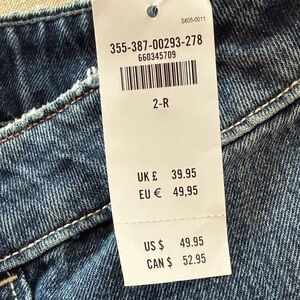 S605-0011
355-387-00293-278
660345709
2-R
UK £ 39.95
EU € 49,95
US $ 49.95
CAN $ 52.95